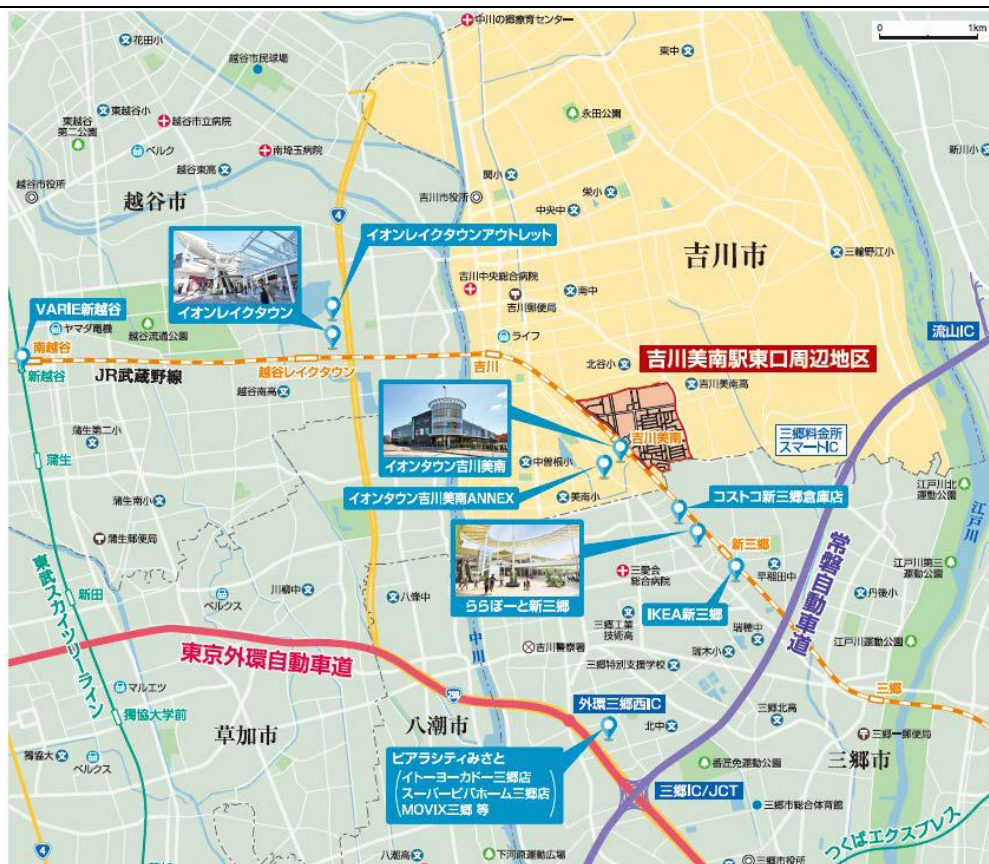 中川の郷療育センター
0 1km
花田小
東中
越谷市民球場
永田公園
東越谷小
東越谷
第二公園
越谷市立病院
ベルク
南埼玉病院
新川小
越谷東高
関小
越谷市役所
吉川市役所
栄小
越谷市
中央中
4
イオンレイクタウンアウトレット
吉川市
三輪野江小
吉川中央総合病院
南中
イオンレイクタウン
吉川郵便局
VARIE新越谷
ヤマダ電機
越谷流通公園
ライフ
流山IC
南越谷
新越谷
JR武蔵野線
越谷レイクタウン
吉川
北谷小
吉川美南駅東口周辺地区
吉川美南高
越谷南高
蒲生第二小
吉川美南
三郷料金所
スマートIC
蒲生
イオンタウン吉川美南
中曽根小
江戸川北
運動公園
イオンタウン吉川美南ANNEX
美南小
コストコ新三郷倉庫店
蒲生南小
江戸川
蒲生郵便局
新三郷
常磐自動車道
江戸川第三
運動公園
三愛会
総合病院
早稲田中
東武スカイツリーライン
新田
川柳中
八條中
ららぽーと新三郷
丹後小
ベルクス
IKEA新三郷
中川
三郷工業
技術高
瑞穂中
東京外環自動車道
吉川警察署
瑞木小
江戸川運動公園
三郷特別支援学校
マルエツ
298
外環三郷西IC
三郷
獨協大学前
草加市
八潮市
北中
三郷北高
三郷一郵便局
獨協大
ベルクス
ピアラシティみさと
イトーヨーカドー三郷店
スーパービバホーム三郷店
MOVIX三郷 等
番匠免運動公園
三郷市
三郷IC/JCT
三郷市総合体育館
4
つくばエクスプレス
八潮高
下河原運動広場
三郷市役所